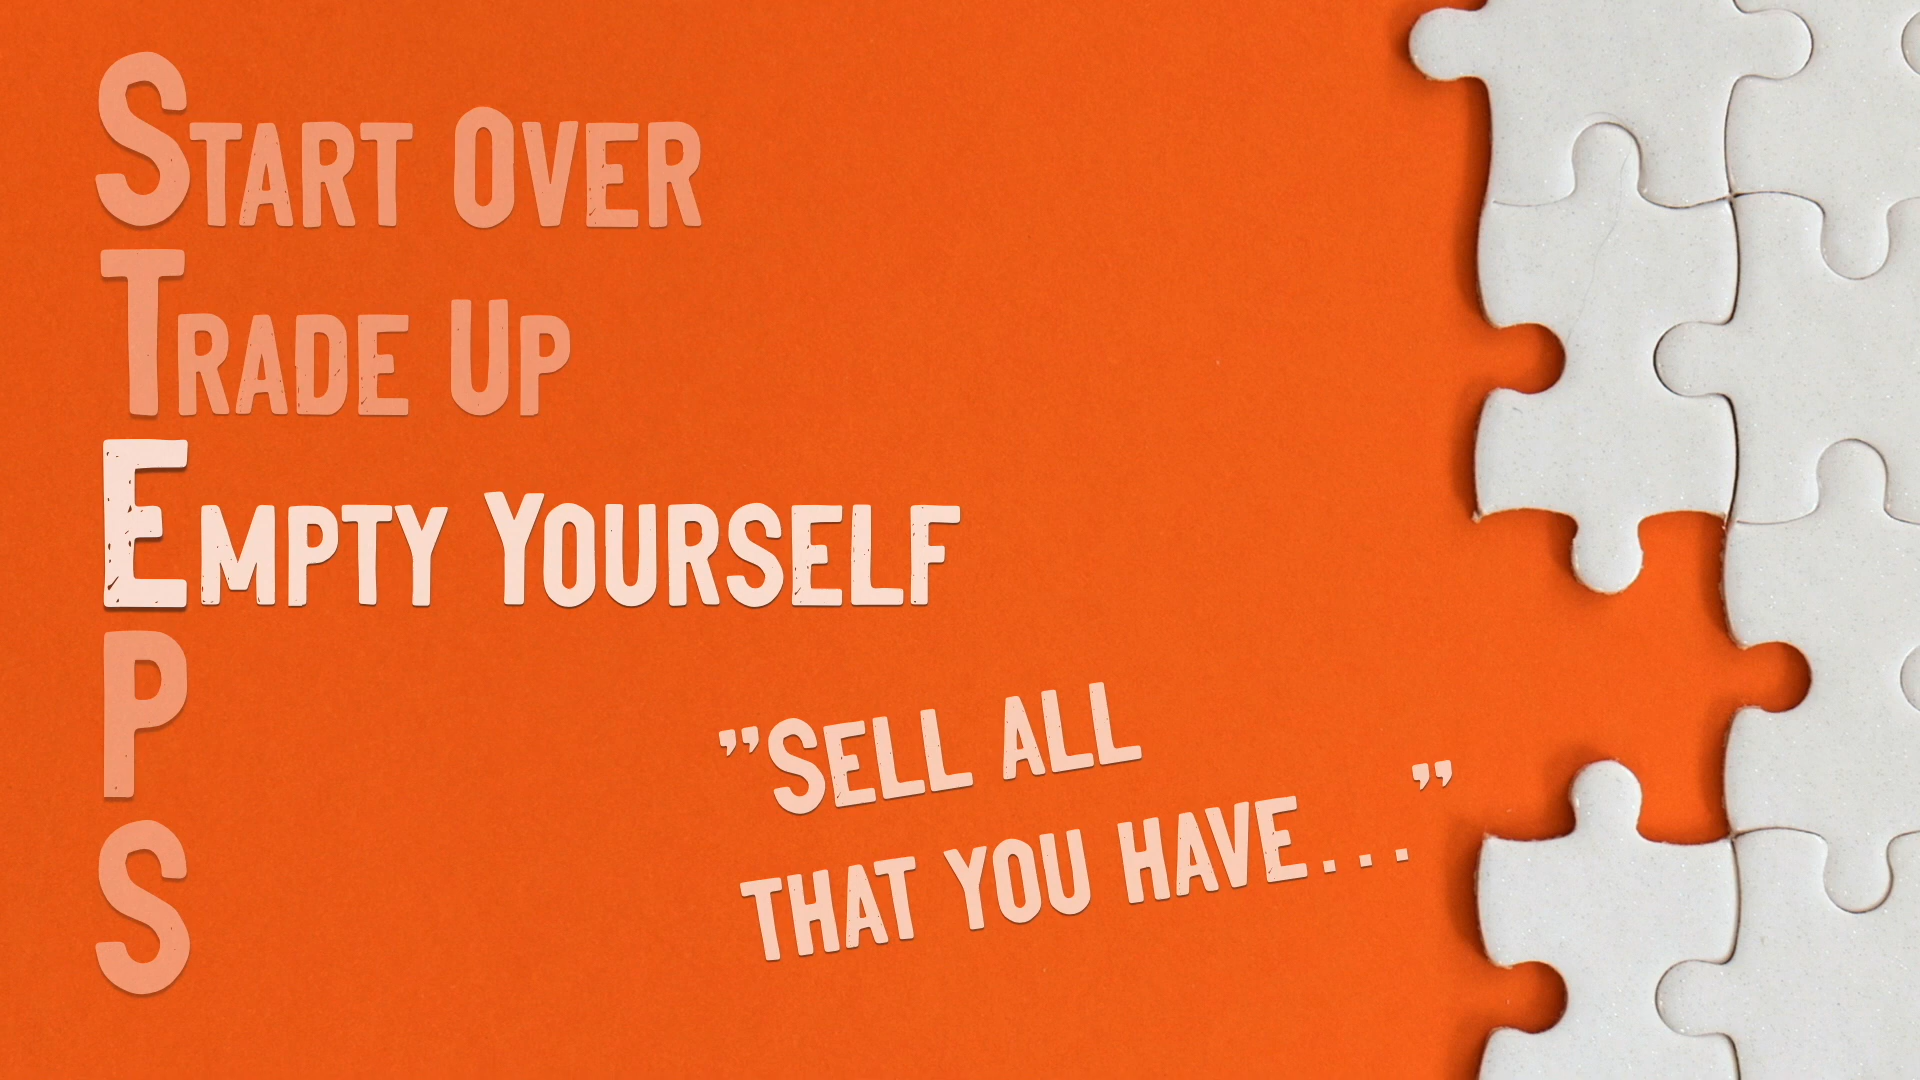 Start Over
Trade Up
Empty Yourself
P
S
”Sell all
that you have...”